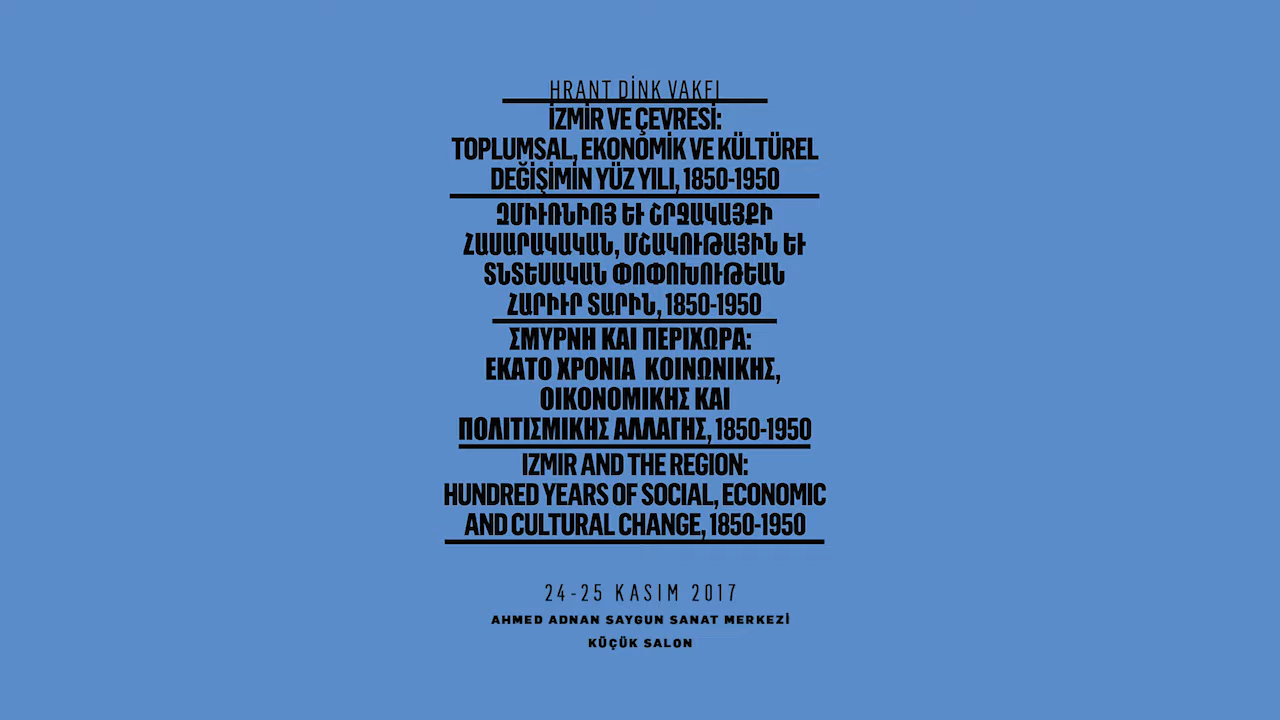 HRANT DİNK VAKFI
İZMİR VE ÇEVRESİ:
TOPLUMSAL, EKONOMİK VE KÜLTÜREL
DEĞİŞİMİN YÜZ YILI, 1850-1950
ԶՄԻՒՌՆԻՈՅ ԵՒ ՇՐՋԱԿԱՅՔԻ
ՀԱՍԱՐԱԿԱԿԱՆ, ՄՇԱԿՈՒԹԱՅԻՆ ԵՒ
ՏՆՏԵՍԱԿԱՆ ՓՈՓՈԽՈՒԹԵԱՆ
ՀԱՐԻՒՐ ՏԱՐԻՆ, 1850-1950
ΣΜΥΡΝΗ ΚΑΙ ΠΕΡΙΧΩΡΑ:
ΕΚΑΤΟ ΧΡΟΝΙΑ ΚΟΙΝΩΝΙΚΗΣ,
ΟΙΚΟΝΟΜΙΚΗΣ ΚΑΙ
ΠΟΛΙΤΙΣΜΙΚΗΣ ΑΛΛΑΓΗΣ, 1850-1950
IZMIR AND THE REGION:
HUNDRED YEARS OF SOCIAL, ECONOMIC
AND CULTURAL CHANGE, 1850-1950
24-25 KASIM 2017
AHMED ADNAN SAYGUN SANAT MERKEZİ
KÜÇÜK SALON